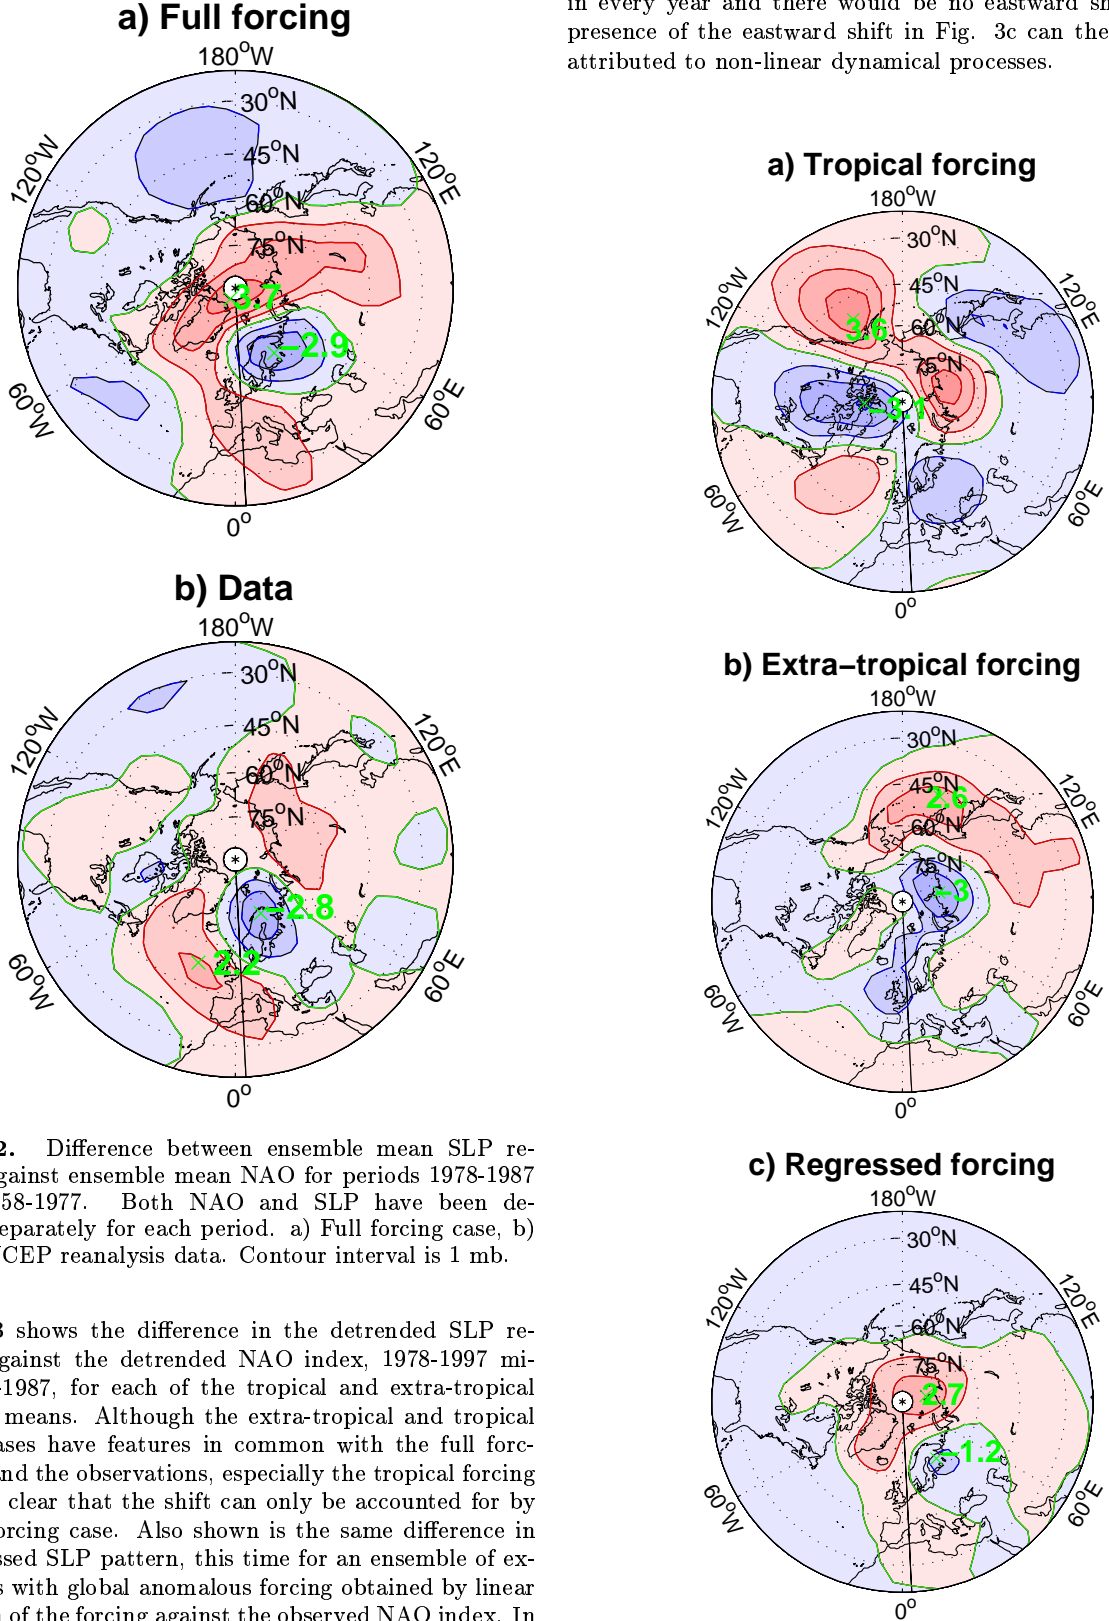 a) Full forcing
180°W
30°N
45°N
60°N
75°N
120°W
120°E
3.7
−2.9
60°W
60°E
0°
b) Data
180°W
30°N
45°N
60°N
75°N
120°W
120°E
−2.8
2.2
60°W
60°E
0°
2. Difference between ensemble mean SLP re-
gainst ensemble mean NAO for periods 1978-1987
58-1977. Both NAO and SLP have been de-
eparately for each period. a) Full forcing case, b)
CEP reanalysis data. Contour interval is 1 mb.
3 shows the difference in the detrended SLP re-
gainst the detrended NAO index, 1978-1997 mi-
-1987, for each of the tropical and extra-tropical
means. Although the extra-tropical and tropical
ases have features in common with the full forc-
nd the observations, especially the tropical forcing
clear that the shift can only be accounted for by
orcing case. Also shown is the same difference in
ssed SLP pattern, this time for an ensemble of ex-
s with global anomalous forcing obtained by linear
n of the forcing against the observed NAO index. In
in every year and there would be no eastward sh
presence of the eastward shift in Fig. 3c can the
attributed to non-linear dynamical processes.
a) Tropical forcing
180°W
30°N
45°N
60°N
75°N
120°W
120°E
3.6
−3.1
60°W
60°E
0°
b) Extra−tropical forcing
180°W
30°N
45°N
60°N
75°N
120°W
120°E
2.6
−3
60°W
60°E
0°
c) Regressed forcing
180°W
30°N
45°N
60°N
75°N
120°W
120°E
2.7
−1.2
60°W
60°E
0°